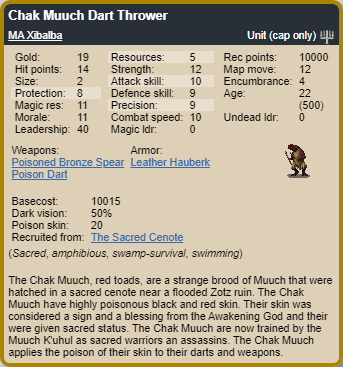 Chak Muuch Dart Thrower
MA Xibalba Unit (cap only)
Gold: 19 Resources: 5 Rec points: 10000
Hit points: 14 Strength: 12 Map move: 12
Size: 2 Attack skill: 10 Encumbrance: 4
Protection: 8 Defence skill: 9 Age: 22
Magic res: 11 Precision: 9 (500)
Morale: 11 Combat speed: 10 Undead ldr: 0
Leadership: 40 Magic ldr: 0
Weapons: Armor:
Poisoned Bronze Spear Leather Hauberk
Poison Dart
Basecost: 10015
Dark vision: 50%
Poison skin: 20
Recruited from: The Sacred Cenote
(Sacred, amphibious, swamp-survival, swimming)
The Chak Muuch, red toads, are a strange brood of Muuch that were
hatched in a sacred cenote near a flooded Zotz ruin. The Chak
Muuch have highly poisonous black and red skin. Their skin was
considered a sign and a blessing from the Awakening God and their
were given sacred status. The Chak Muuch are now trained by the
Muuch K'uhul as sacred warriors an assassins. The Chak Muuch
applies the poison of their skin to their darts and weapons.